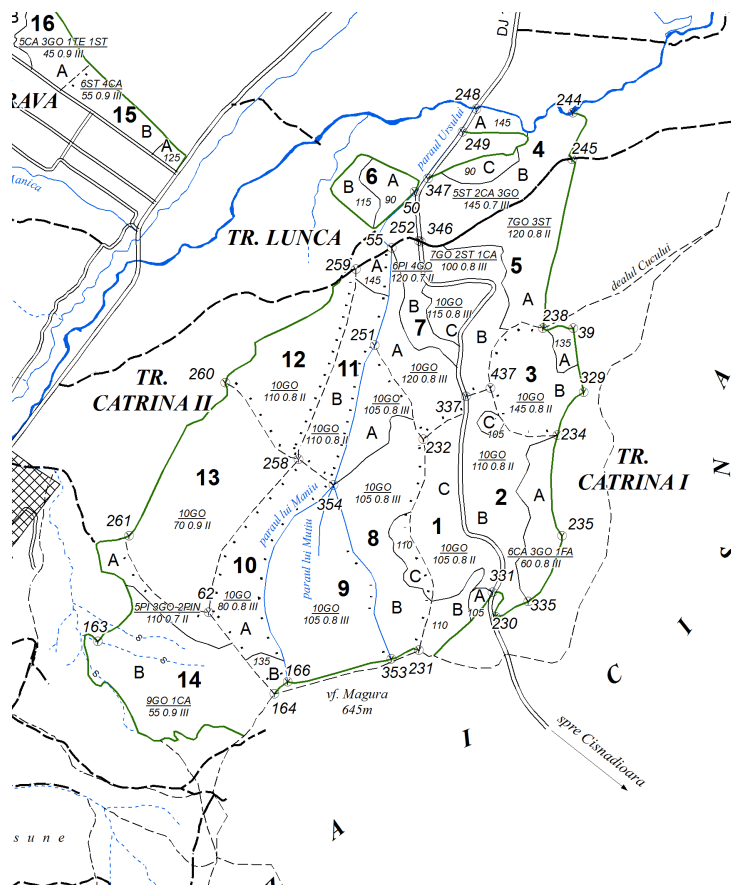 16
5CA 3GO 1TE 1ST
45 0.9 III
A
6ST 4CA
55 0.9 III
RAVA
15
B
A
125
Manica
DJ
248
A
145
244
paraul Ursului
249
4
245
6
A
B
115
90
90
C
B
347
5ST 2CA 3GO
145 0.7 III
50
TR. LUNCA
55
252
346
7GO 3ST
120 0.8 II
7GO 2ST 1CA
100 0.8 III
5
dealul Cucului
259
A
145
6PI 4GO
120 0.7 II
B
10GO
115 0.8 III
7
C
B
A
238
39
135
A
251
A
12
11
260
TR.
CATRINA II
10GO
110 0.8 II
B
10GO
120 0.8 III
437
3
B
329
10GO
145 0.8 II
10GO
105 0.8 III
337
C
105
10GO
110 0.8 II
A
232
234
10GO
110 0.8 II
TR.
CATRINA I
258
13
354
10GO
105 0.8 III
C
2
A
10GO
70 0.9 II
paraul lui Maniu
paraul lui Mutiu
261
8
110
1
B
235
10
9
10GO
105 0.8 II
6CA 3GO 1FA
60 0.8 III
A
C
331
62
10GO
80 0.8 III
10GO
105 0.8 III
B
B
A
105
335
5PI 3GO 2PIN
110 0.7 II
110
230
163
A
S
S
B
14
135
B
166
353
231
9GO 1CA
55 0.9 III
164
vf. Magura
645m
spre Cisnadioara
A
N
S
I
C
I
A
sune